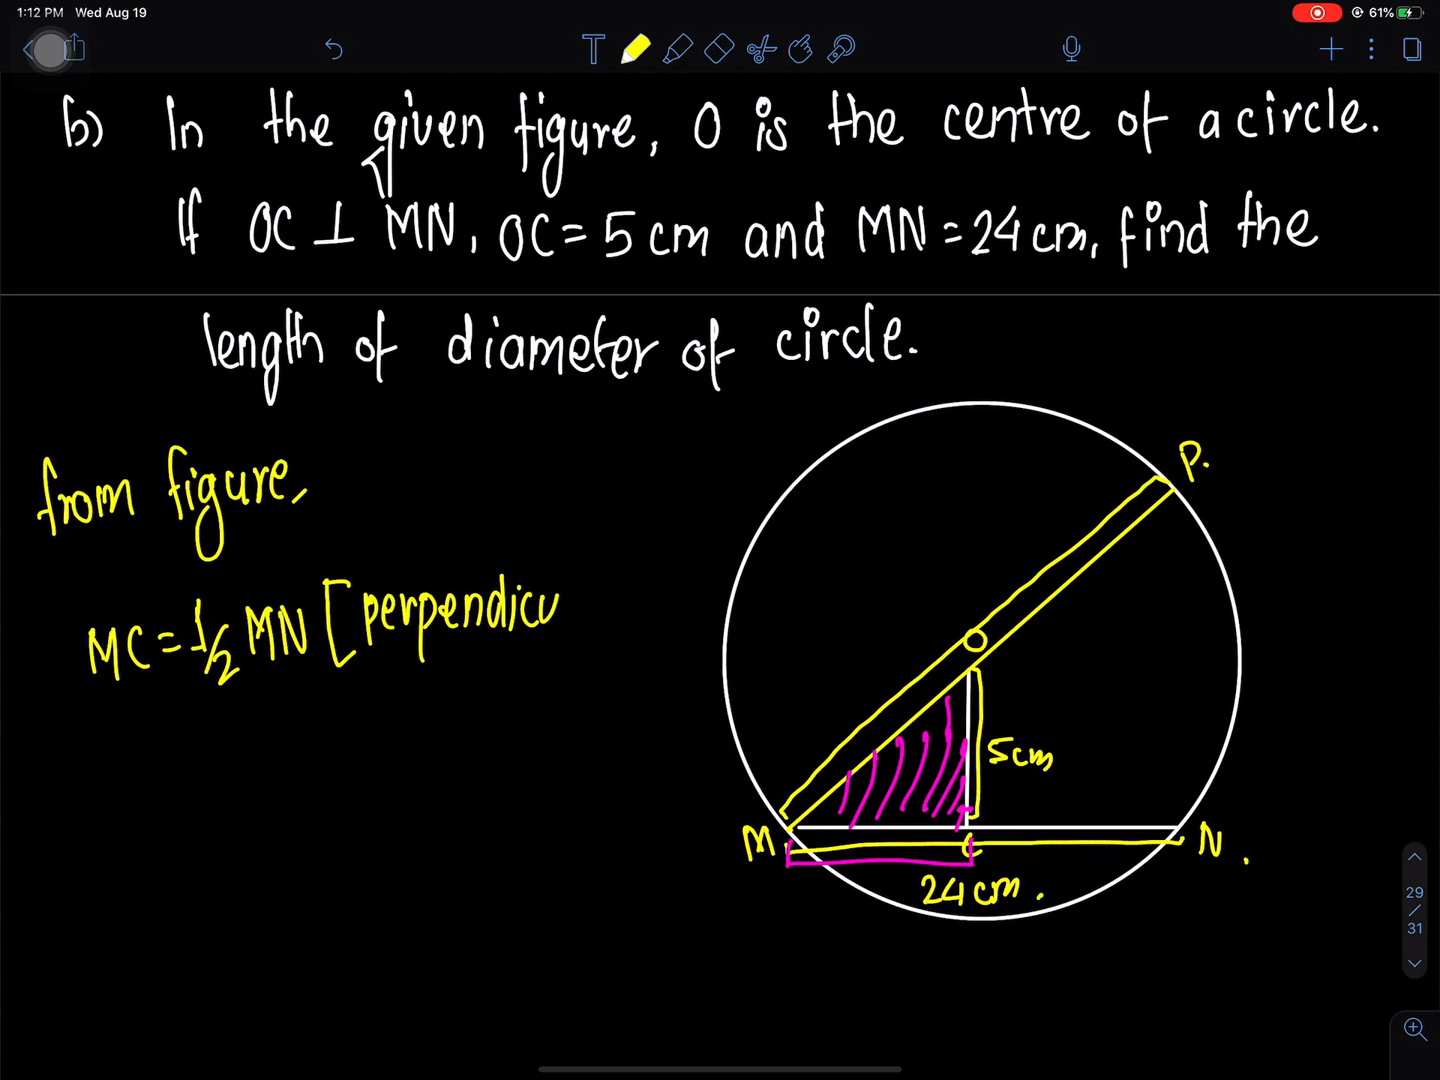 1:12 PM Wed Aug 19
61%
b) In the given figure, O is the centre of a circle.
If OC ⊥ MN, OC = 5 cm and MN = 24 cm, find the
length of diameter of circle.
from figure,
MC = 1/2 MN [perpendicu
P.
O
5cm
M
C
N.
24 cm.
29
/
31